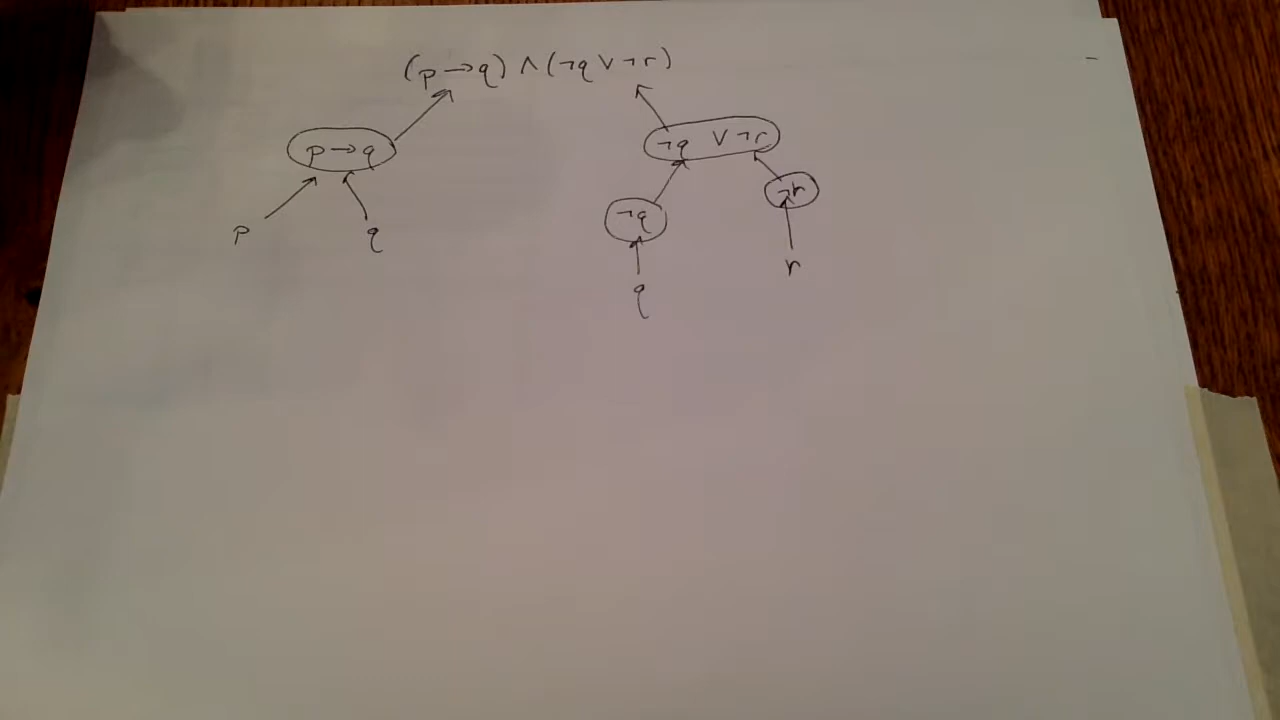 (p→q) ∧ (¬q ∨ ¬r)
p→q
¬q ∨ ¬r
¬r
¬q
p
q
r
q